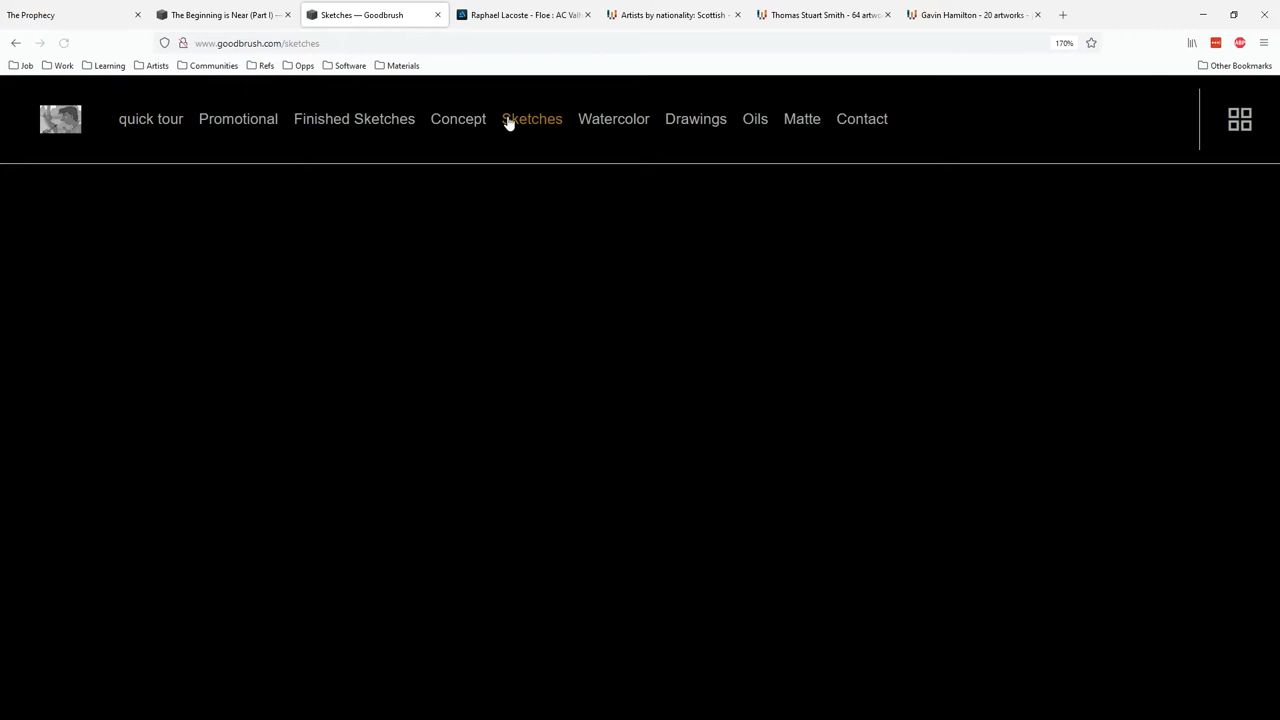 The Prophecy
The Beginning is Near (Part I) —
Sketches — Goodbrush
Raphael Lacoste - Floe : AC Val
Artists by nationality: Scottish -
Thomas Stuart Smith - 64 artwo
Gavin Hamilton - 20 artworks -
www.goodbrush.com/sketches
170%
Job
Work
Learning
Artists
Communities
Refs
Opps
Software
Materials
Other Bookmarks
quick tour
Promotional
Finished Sketches
Concept
Sketches
Watercolor
Drawings
Oils
Matte
Contact